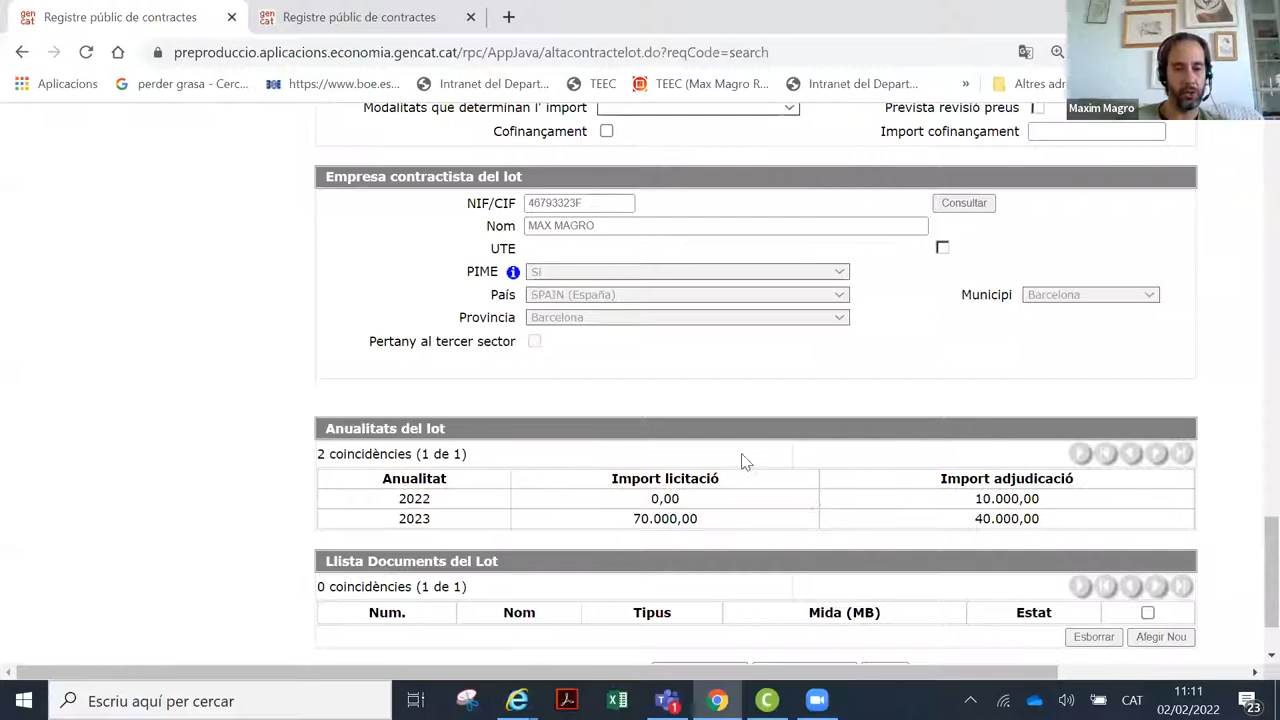 Registre públic de contractes
Registre públic de contractes
preproduccio.aplicacions.economia.gencat.cat/rpc/AppJava/altacontractelot.do?reqCode=search
Aplicacions
perder grasa - Cerc...
https://www.boe.es...
Intranet del Depart...
TEEC
TEEC (Max Magro R...
Intranet del Depart...
»
Altres adr
Maxim Magro
Modalitats que determinan l' import
Prevista revisió preus
Cofinançament
Import cofinançament
Empresa contractista del lot
NIF/CIF 46793323F Consultar
Nom MAX MAGRO
UTE
PIME Sí
País SPAIN (España) Municipi Barcelona
Provincia Barcelona
Pertany al tercer sector
Anualitats del lot
2 coincidències (1 de 1)
Anualitat Import licitació Import adjudicació
2022 0,00 10.000,00
2023 70.000,00 40.000,00
Llista Documents del Lot
0 coincidències (1 de 1)
Num. Nom Tipus Mida (MB) Estat
Esborrar Afegir Nou
Escriu aquí per cercar
CAT
11:11
02/02/2022
23